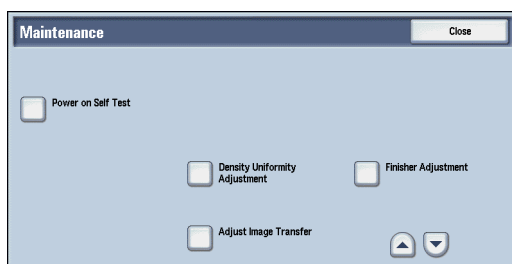 Maintenance
Close
Power on Self Test
Density Uniformity
Adjustment
Finisher Adjustment
Adjust Image Transfer